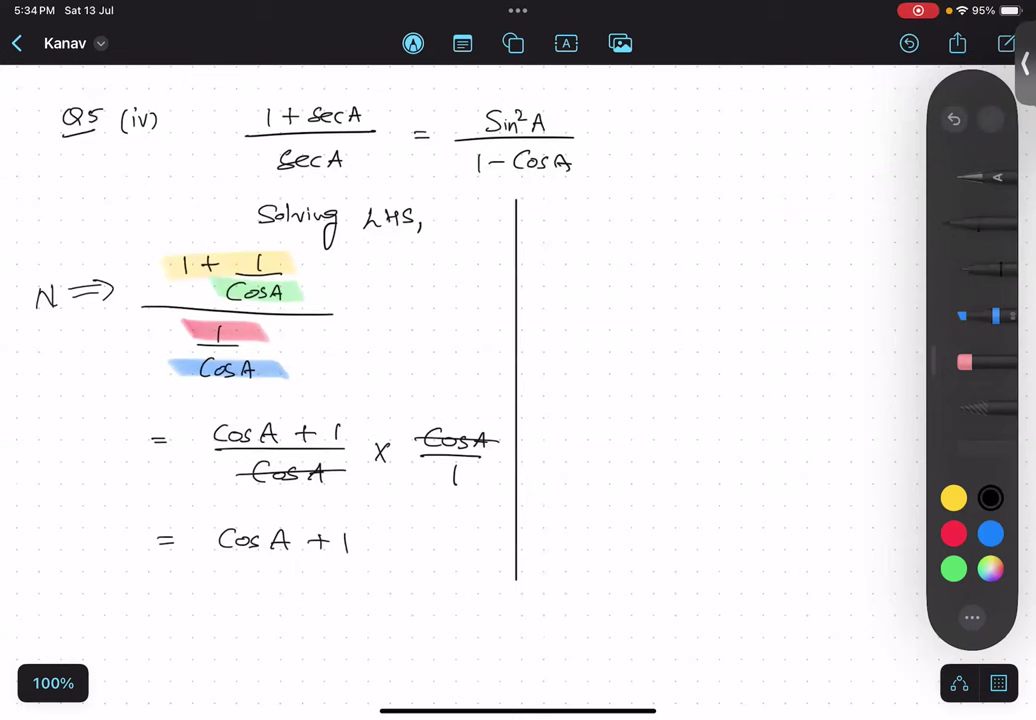 5:34 PM Sat 13 Jul
95%
Kanav
A
Q5 (iv)
1 + secA
secA
=
Sin²A
1 - CosA
Solving LHS,
N ⇒
1 + 1
CosA
1
CosA
= CosA + 1
CosA
×
CosA
1
= CosA + 1
A
100%